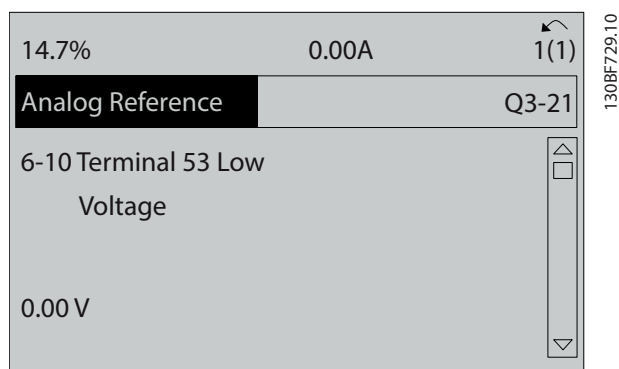 14.7% 0.00A 1(1)
Analog Reference Q3-21
6-10 Terminal 53 Low
Voltage
0.00 V
130BF729.10